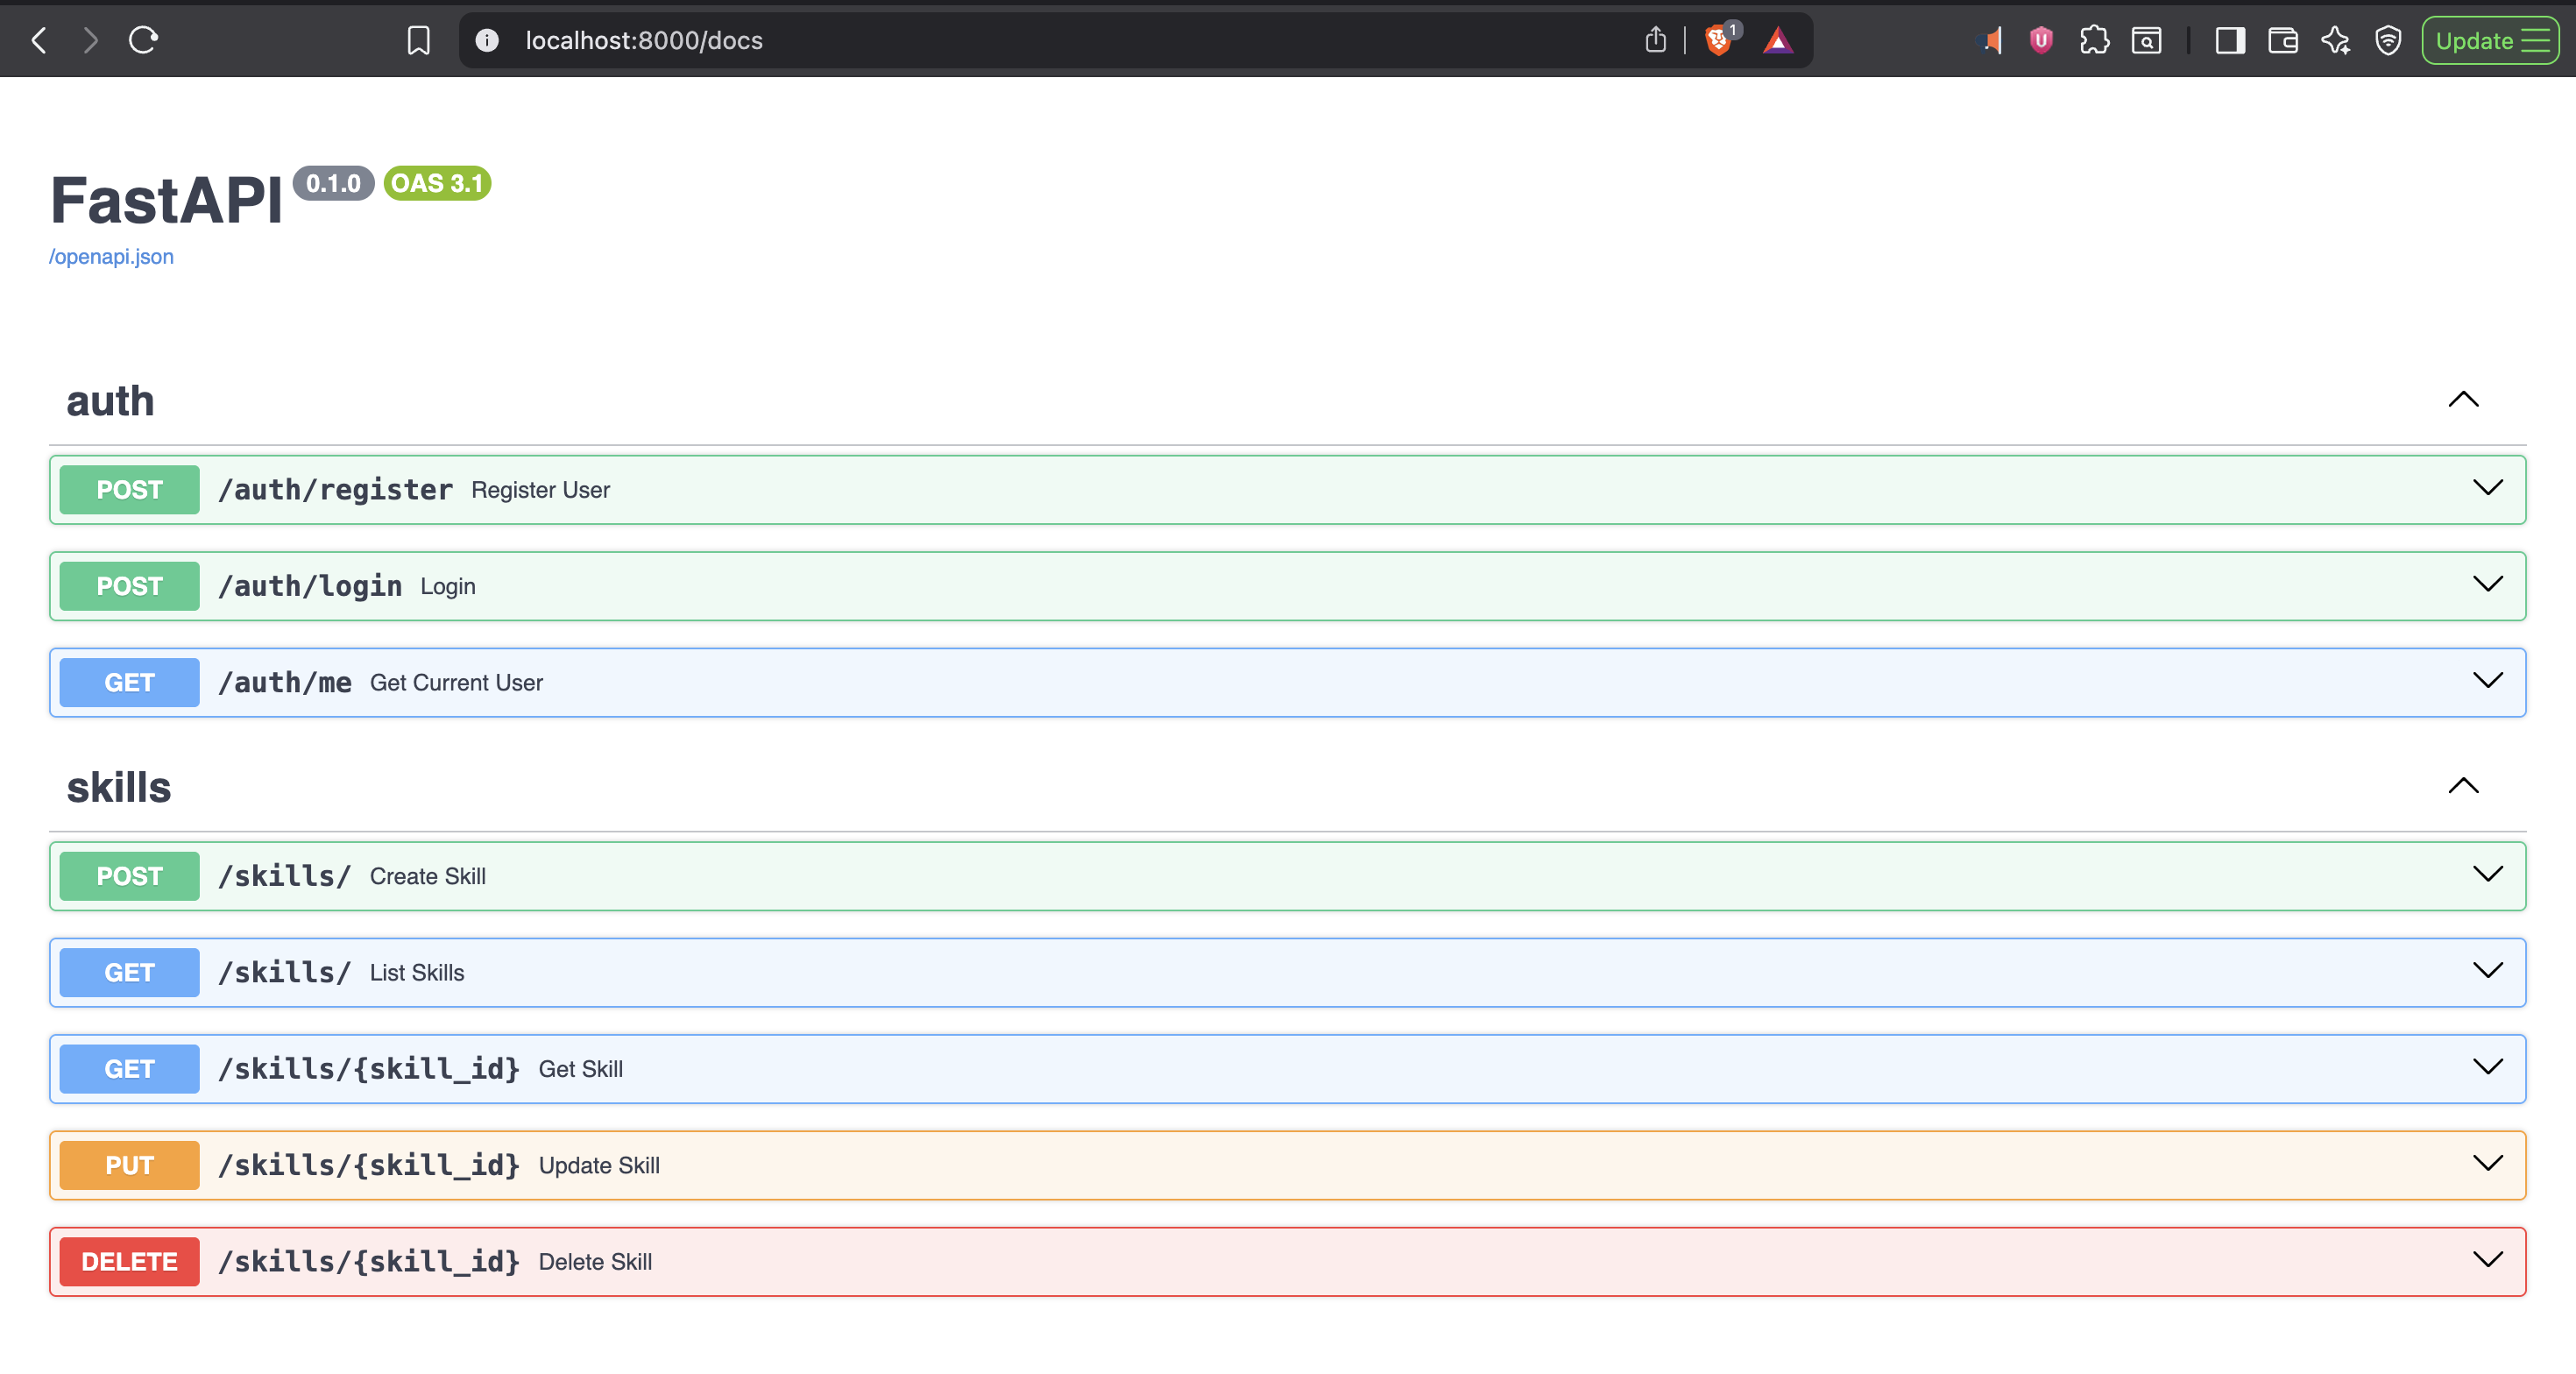 localhost:8000/docs
1
Update
FastAPI 0.1.0 OAS 3.1
/openapi.json
auth
POST /auth/register Register User
POST /auth/login Login
GET /auth/me Get Current User
skills
POST /skills/ Create Skill
GET /skills/ List Skills
GET /skills/{skill_id} Get Skill
PUT /skills/{skill_id} Update Skill
DELETE /skills/{skill_id} Delete Skill